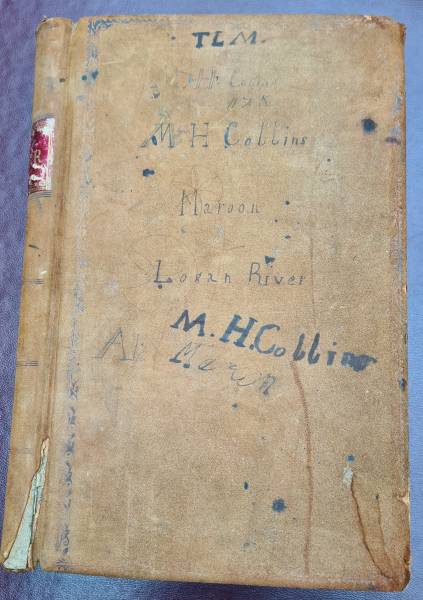 TLM.
M H Collins
Maroon
Logan River
M. H. Collins
R